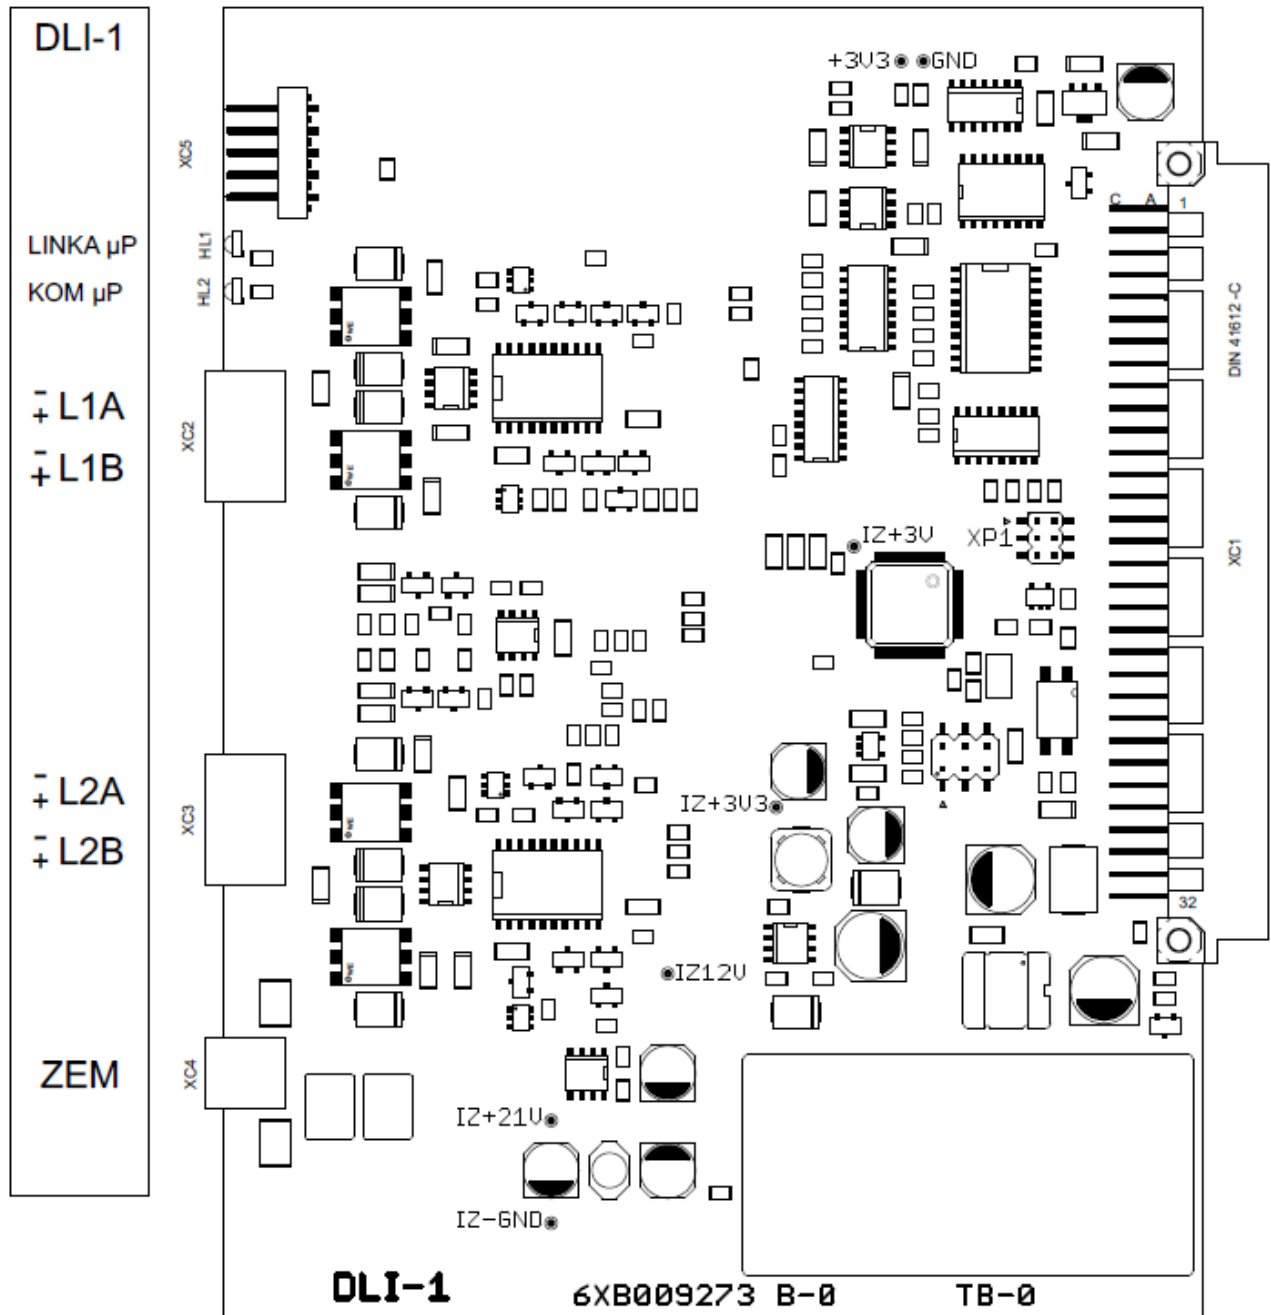 DLI-1
+3V3 GND
XC5
C A 1
LINKA µP
HL1
KOM µP
HL2
DIN 41612 -C
- + L1A
XC2
- + L1B
IZ+3V
XP1
XC1
- + L2A
IZ+3V3
XC3
- + L2B
32
IZ12V
ZEM
XC4
IZ+21V
IZ-GND
DLI-1
6XB009273 B-0 TB-0